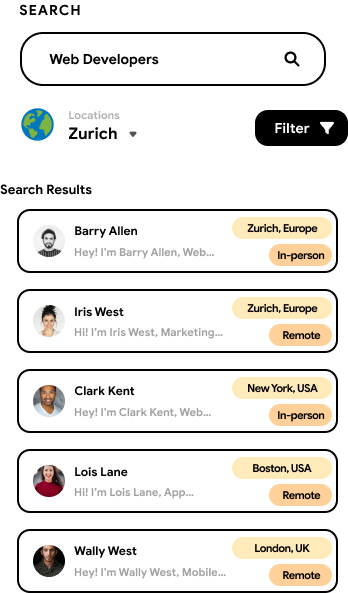 SEARCH
Web Developers
Locations
Zurich
Filter
Search Results
Barry Allen
Zurich, Europe
Hey! I'm Barry Allen, Web...
In-person
Iris West
Zurich, Europe
Hi! I'm Iris West, Marketing...
Remote
Clark Kent
New York, USA
Hey! I'm Clark Kent, Web...
In-person
Lois Lane
Boston, USA
Hi! I'm Lois Lane, App...
Remote
Wally West
London, UK
Hey! I'm Wally West, Mobile...
Remote